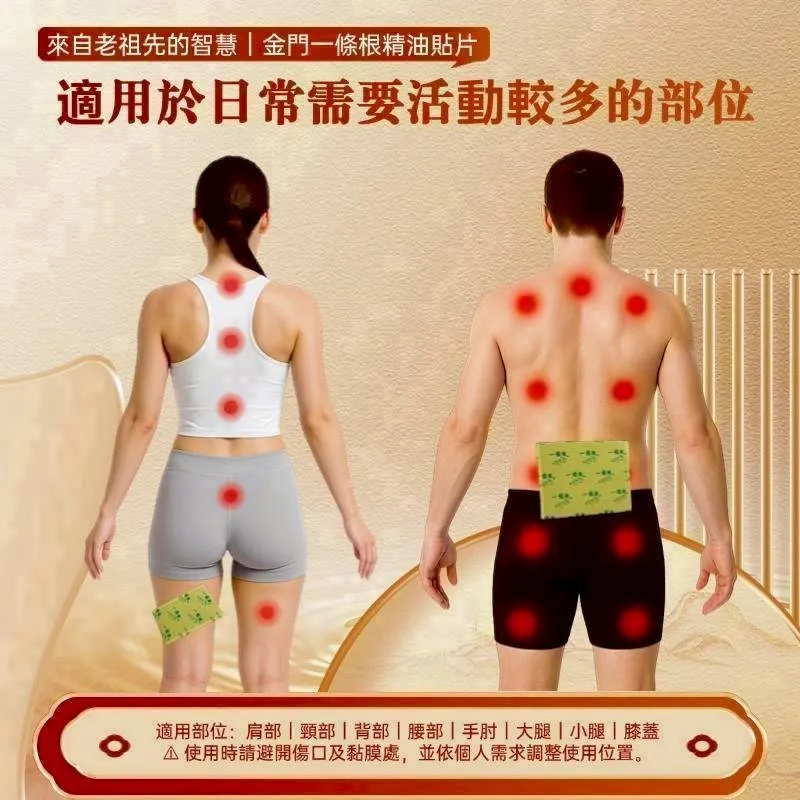 來自老祖先的智慧｜金門一條根精油貼片
適用於日常需要活動較多的部位
適用部位：肩部｜頸部｜背部｜腰部｜手肘｜大腿｜小腿｜膝蓋
⚠ 使用時請避開傷口及黏膜處，並依個人需求調整使用位置。